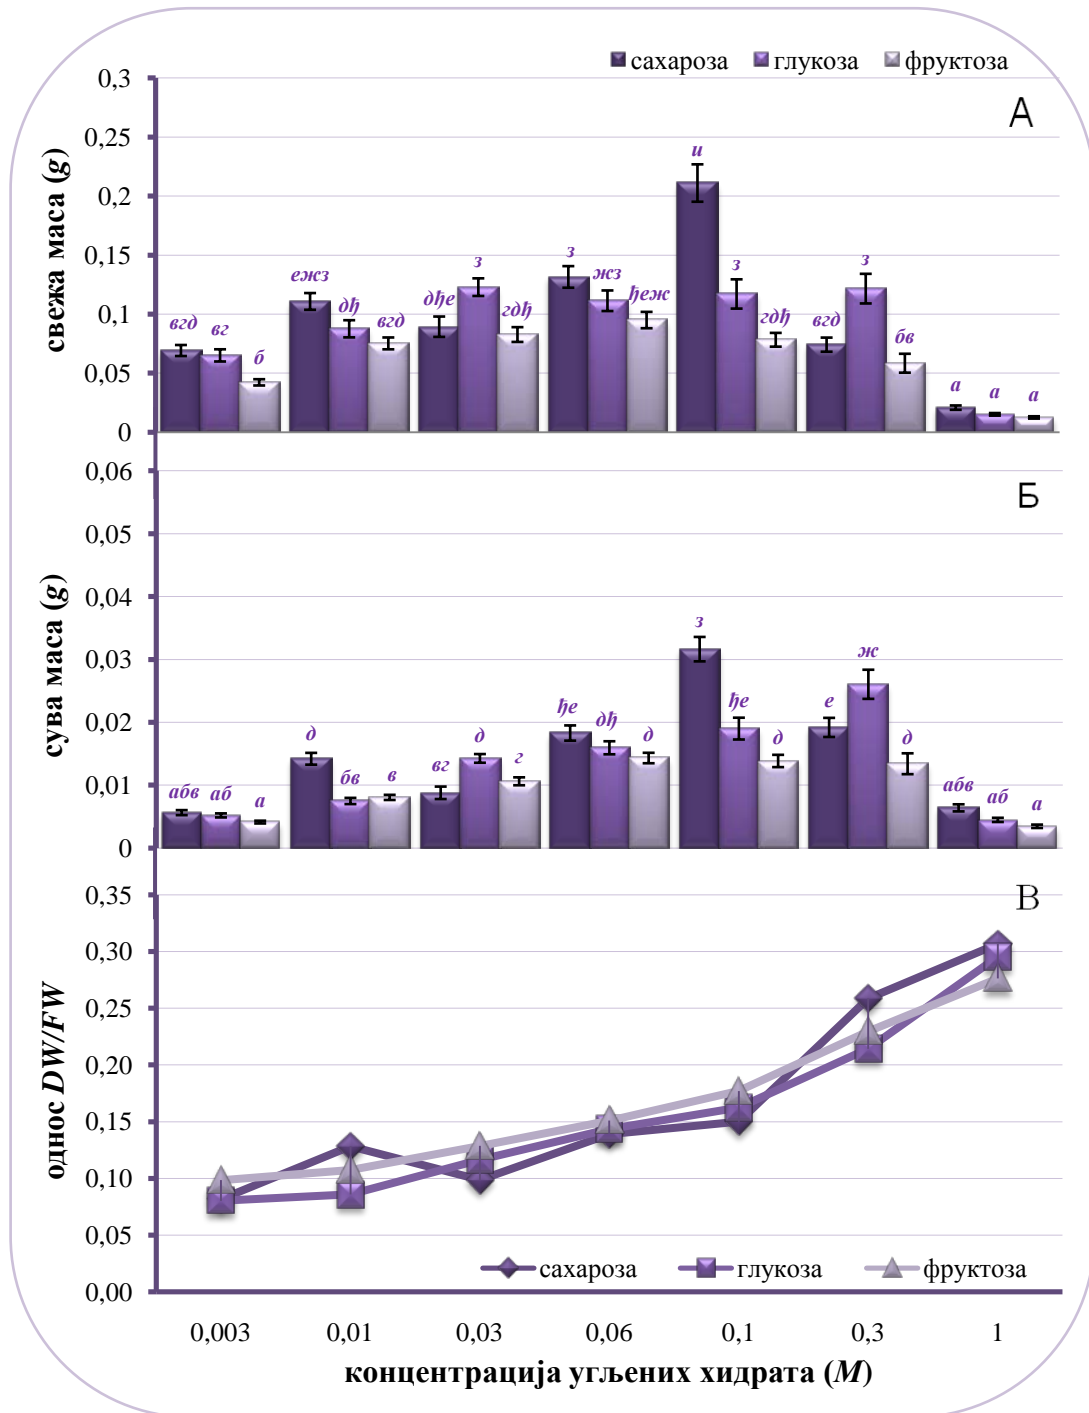 сахароза глукоза фруктоза
А
свежа маса (g)
0,3
0,25
0,2
0,15
0,1
0,05
0
вгд вг б ежз дђ вгд дђе з гдђ з жз ђеж и з гдђ вгд з бв а а а
Б
сува маса (g)
0,06
0,05
0,04
0,03
0,02
0,01
0
абв аб а д бв в вг д г ђе дђ д з ђе д е ж д абв аб а
В
однос DW/FW
0,35
0,30
0,25
0,20
0,15
0,10
0,05
0,00
сахароза глукоза фруктоза
0,003 0,01 0,03 0,06 0,1 0,3 1
концентрација угљених хидрата (M)